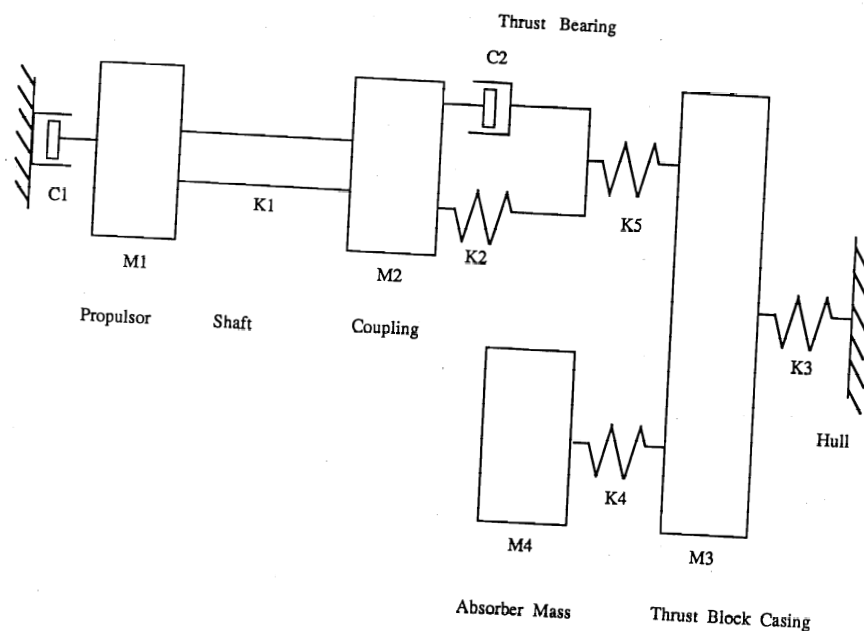 Thrust Bearing
C2
C1
K1
K2
K5
M1
M2
K3
Propulsor
Shaft
Coupling
Hull
K4
M4
M3
Absorber Mass
Thrust Block Casing